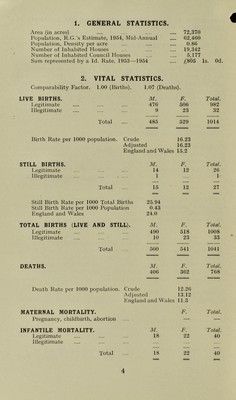 1. GENERAL STATISTICS.
Area (in acres) 72,376
Population, R.G.'s Estimate, 1954, Mid-Annual 62,460
Population, Density per acre 0.86
Number of Inhabited Houses 19,342
Number of Inhabited Council Houses 5,177
Sum represented by a 1d. Rate, 1953—1954 £805 1s. 0d.
2. VITAL STATISTICS.
Comparability Factor. 1.00 (Births). 1.07 (Deaths).
LIVE BIRTHS. M. F. Total.
Legitimate 476 506 982
Illegitimate 9 23 32
Total 485 529 1014
Birth Rate per 1000 population. Crude 16.23
Adjusted 16.23
England and Wales 15.2
STILL BIRTHS. M. F. Total.
Legitimate 14 12 26
Illegitimate 1 — 1
Total 15 12 27
Still Birth Rate per 1000 Total Births 25.94
Still Birth Rate per 1000 Population 0.43
England and Wales 24.0
TOTAL BIRTHS (LIVE AND STILL). M. F. Total.
Legitimate 490 518 1008
Illegitimate 10 23 33
Total 500 541 1041
DEATHS. M. F. Total.
406 362 768
Death Rate per 1000 population. Crude 12.26
Adjusted 13.12
England and Wales 11.3
MATERNAL MORTALITY. F. Total.
Pregnancy, childbirth, abortion — —
INFANTILE MORTALITY. M. F. Total.
Legitimate 18 22 40
Illegitimate — — —
Total 18 22 40
4